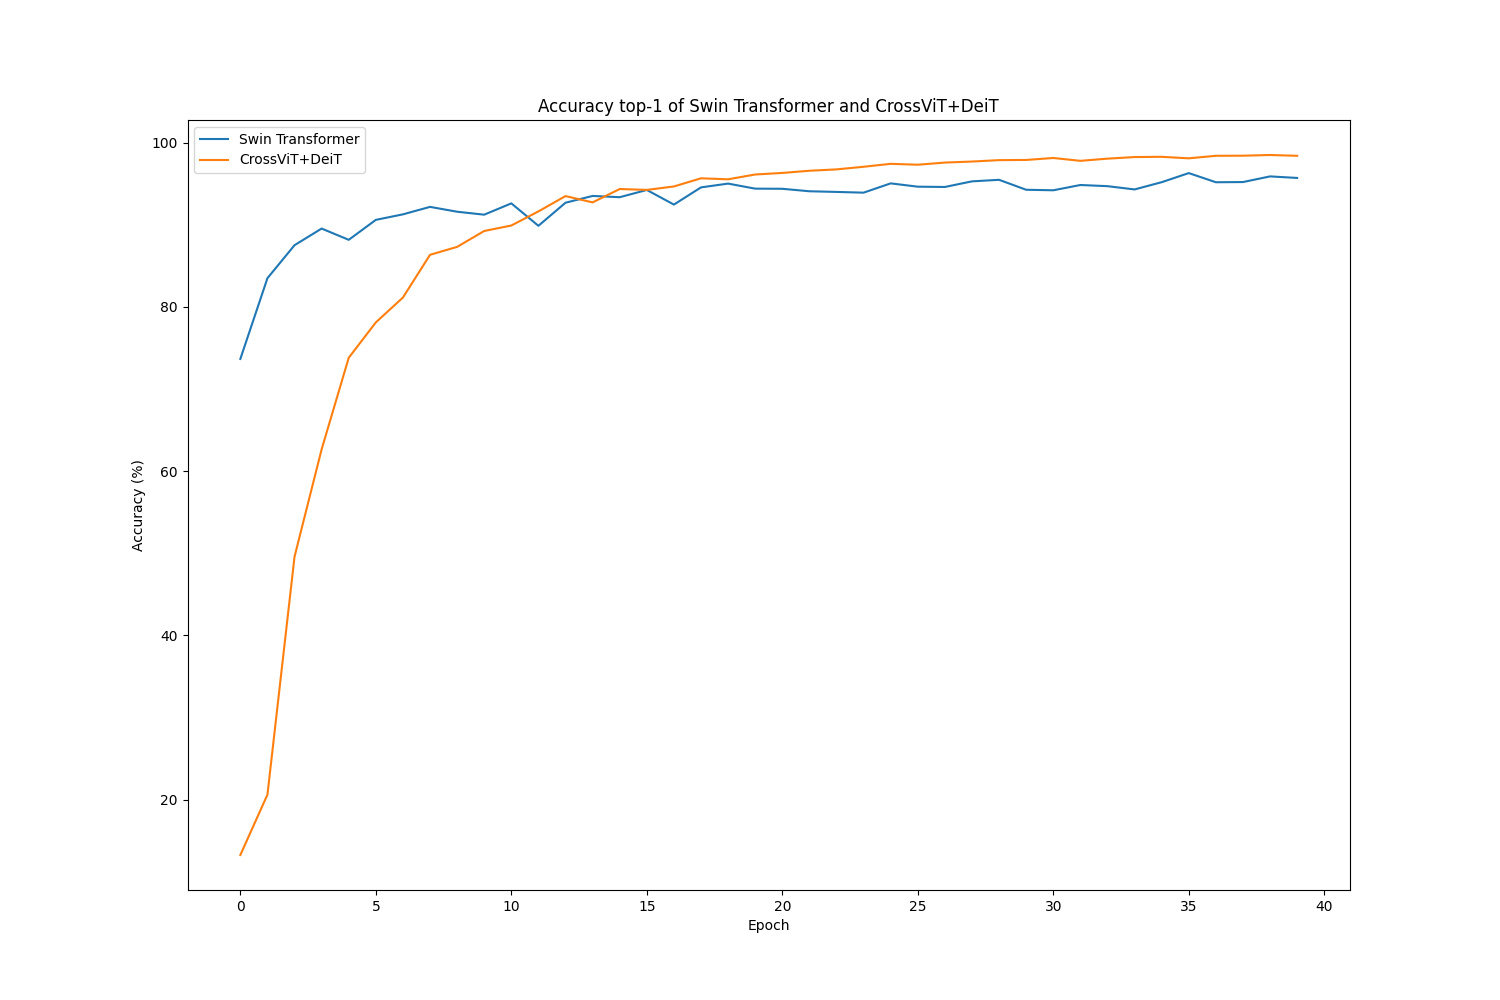 Accuracy top-1 of Swin Transformer and CrossViT+DeiT
Swin Transformer
CrossViT+DeiT
100
80
60
40
20
Accuracy (%)
0 5 10 15 20 25 30 35 40
Epoch